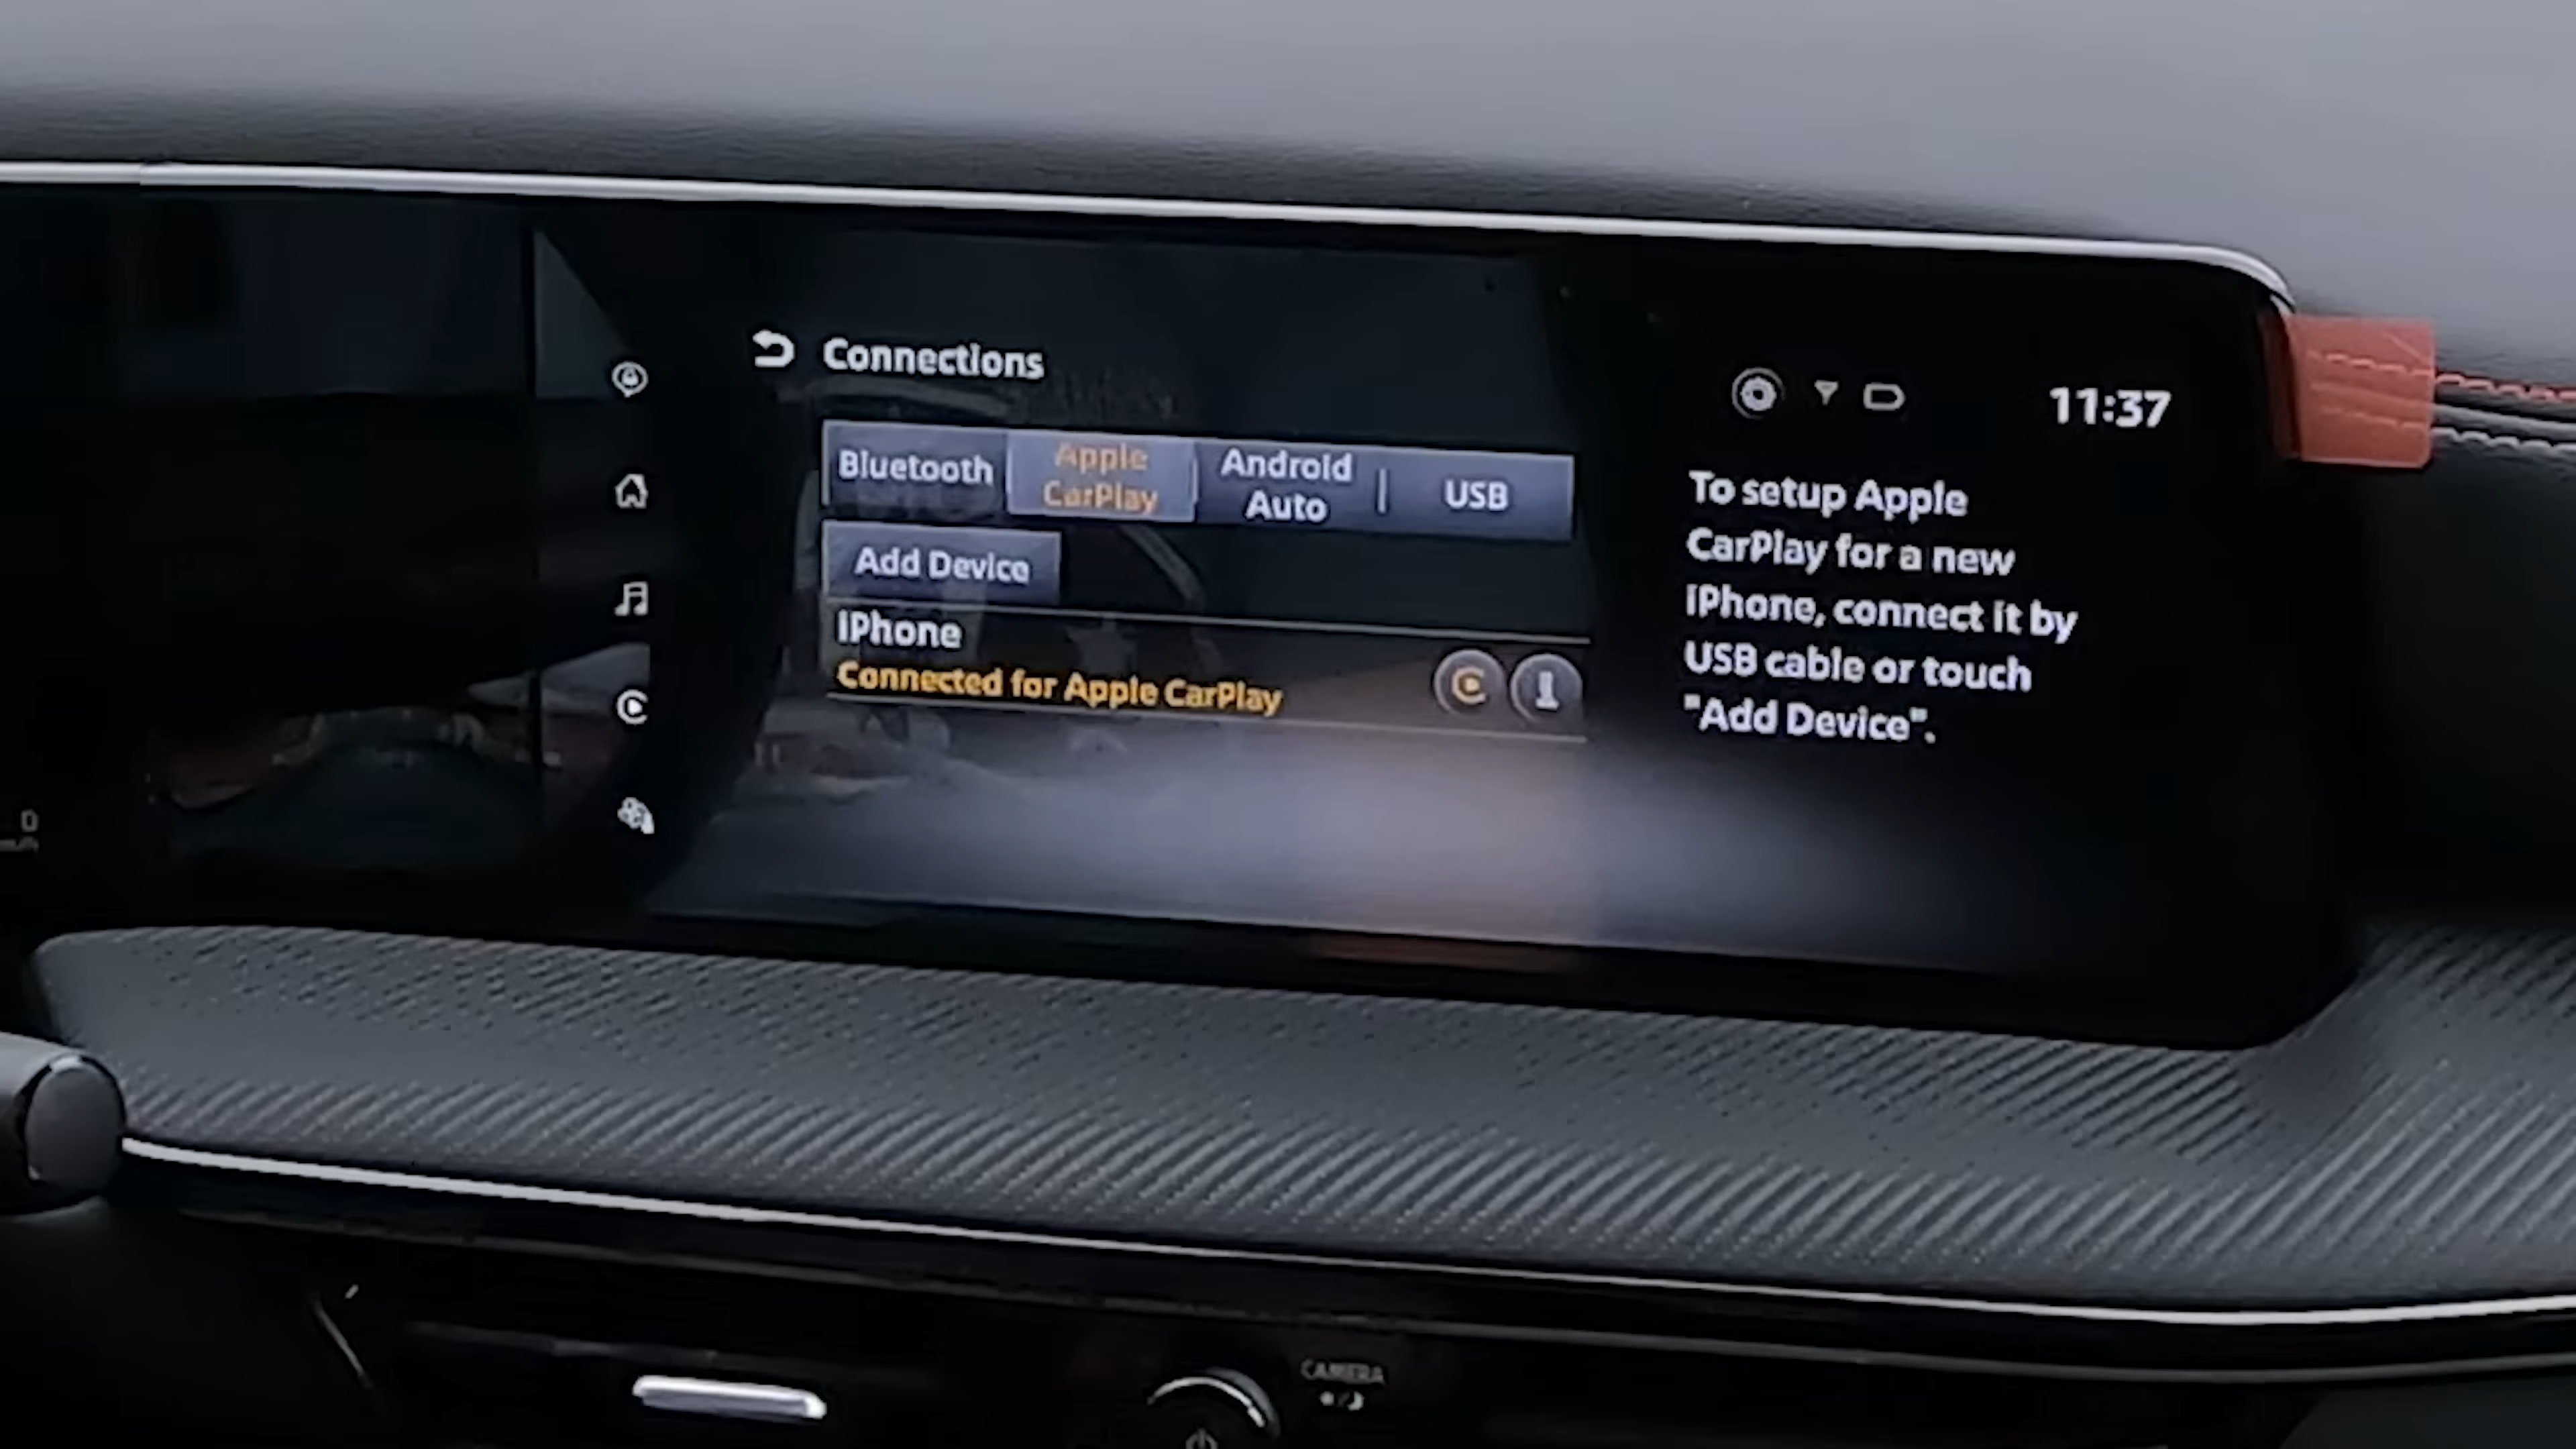 Connections
11:37
Bluetooth
Apple
CarPlay
Android
Auto
USB
Add Device
iPhone
Connected for Apple CarPlay
To setup Apple
CarPlay for a new
iPhone, connect it by
USB cable or touch
"Add Device".
0
CAMERA